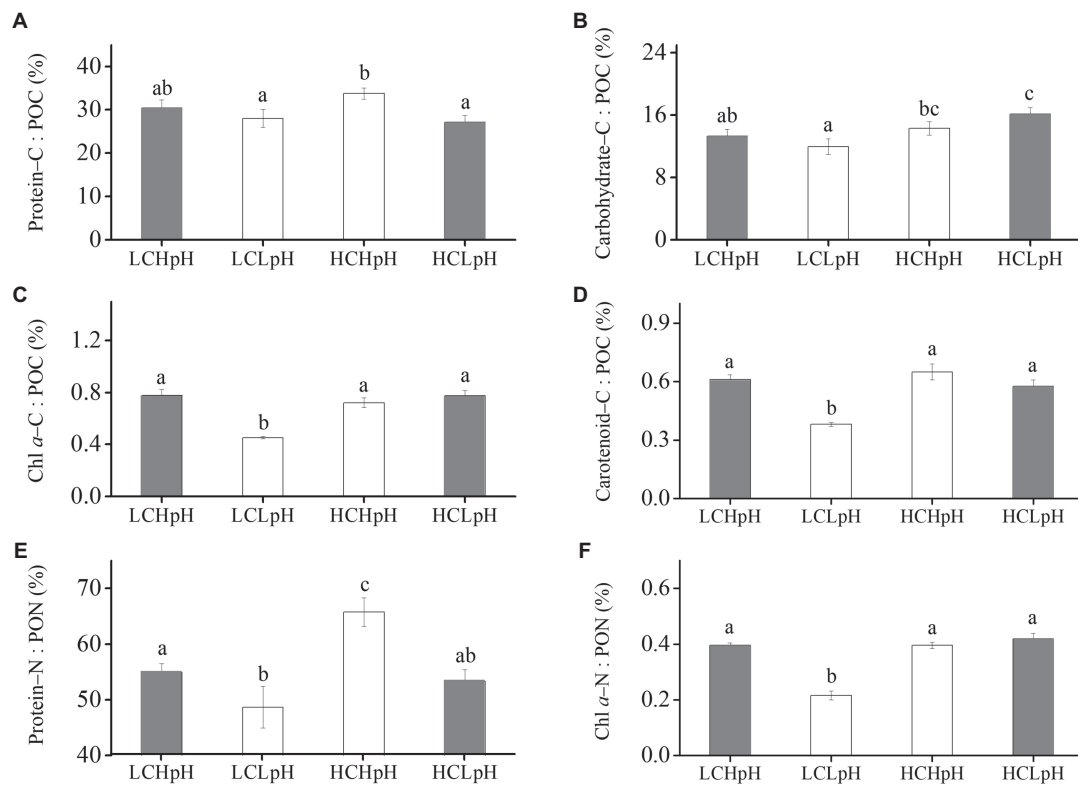 A
Protein–C : POC (%)
40
30
20
10
0
ab
a
b
a
LCHpH LCLpH HCHpH HCLpH
B
Carbohydrate–C : POC (%)
24
16
8
0
ab
a
bc
c
LCHpH LCLpH HCHpH HCLpH
C
Chl a–C : POC (%)
1.2
0.8
0.4
0.0
a
b
a
a
LCHpH LCLpH HCHpH HCLpH
D
Carotenoid–C : POC (%)
0.9
0.6
0.3
0.0
a
b
a
a
LCHpH LCLpH HCHpH HCLpH
E
Protein–N : PON (%)
70
60
50
40
a
b
c
ab
LCHpH LCLpH HCHpH HCLpH
F
Chl a–N : PON (%)
0.6
0.4
0.2
0.0
a
b
a
a
LCHpH LCLpH HCHpH HCLpH